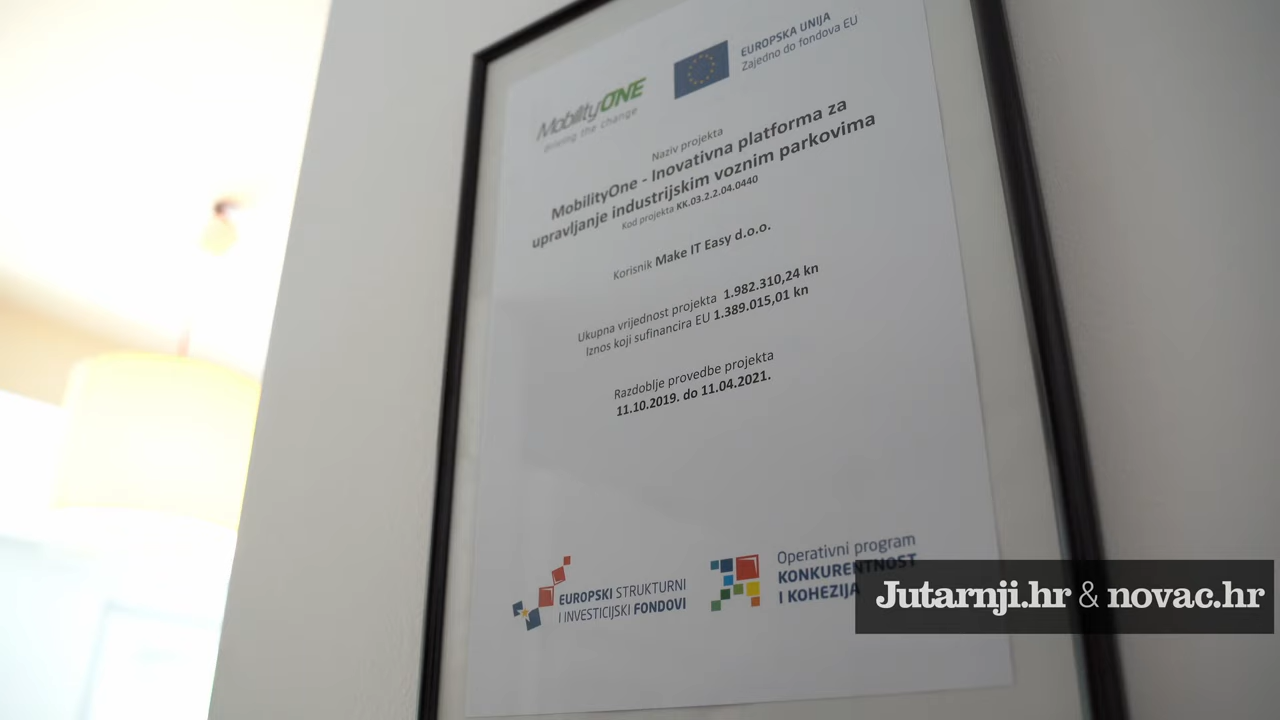 MobilityONE
driving the change
EUROPSKA UNIJA
Zajedno do fondova EU
Naziv projekta
MobilityOne - Inovativna platforma za
upravljanje industrijskim voznim parkovima
Kod projekta KK.03.2.2.04.0440
Korisnik Make IT Easy d.o.o.
Ukupna vrijednost projekta 1.982.310,24 kn
Iznos koji sufinancira EU 1.389.015,01 kn
Razdoblje provedbe projekta
11.10.2019. do 11.04.2021.
EUROPSKI STRUKTURNI
I INVESTICIJSKI FONDOVI
Operativni program
KONKURENTNOST
I KOHEZIJA
Jutarnji.hr & novac.hr